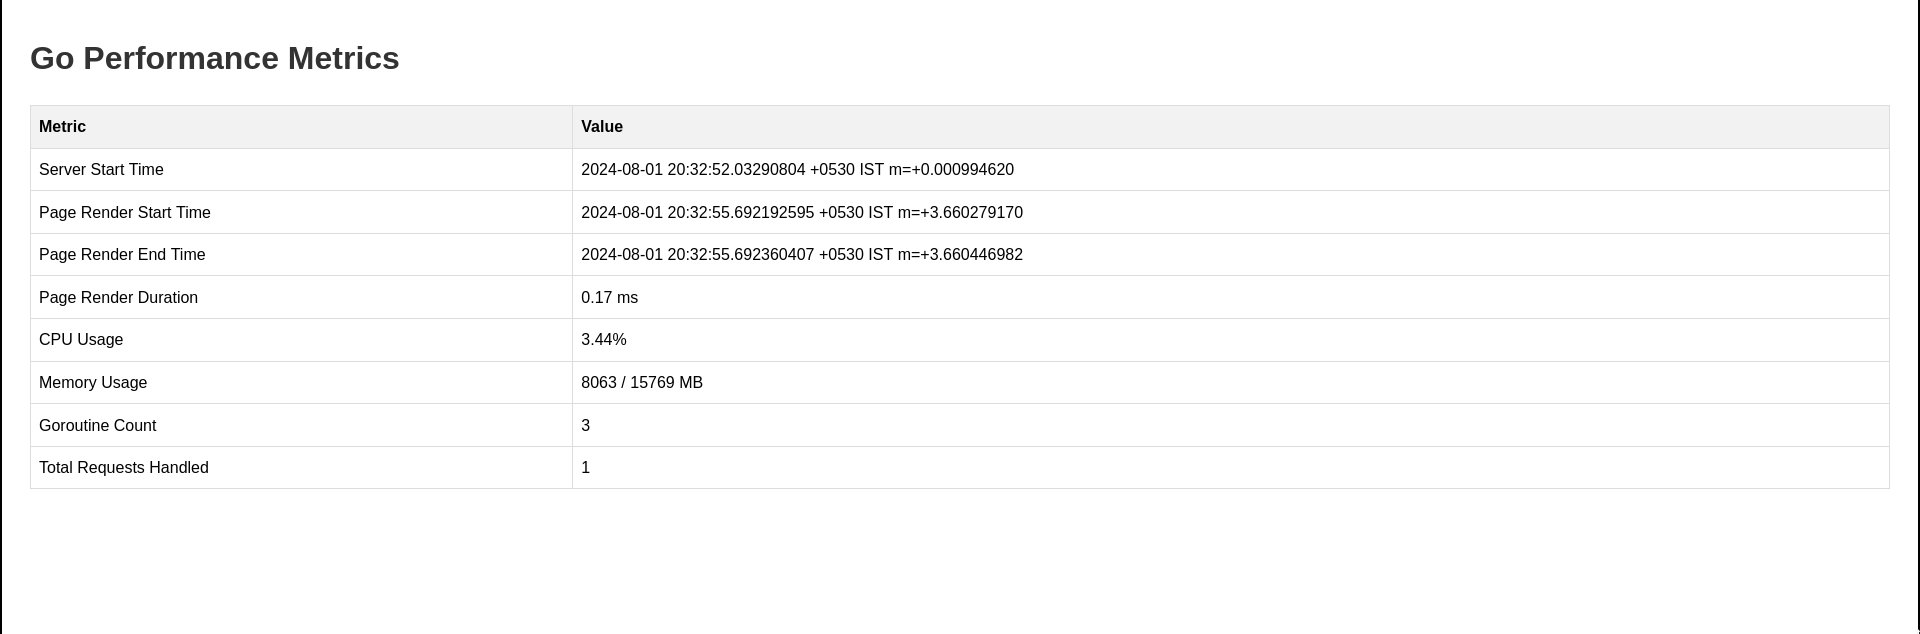 Go Performance Metrics
Metric Value
Server Start Time 2024-08-01 20:32:52.03290804 +0530 IST m=+0.000994620
Page Render Start Time 2024-08-01 20:32:55.692192595 +0530 IST m=+3.660279170
Page Render End Time 2024-08-01 20:32:55.692360407 +0530 IST m=+3.660446982
Page Render Duration 0.17 ms
CPU Usage 3.44%
Memory Usage 8063 / 15769 MB
Goroutine Count 3
Total Requests Handled 1